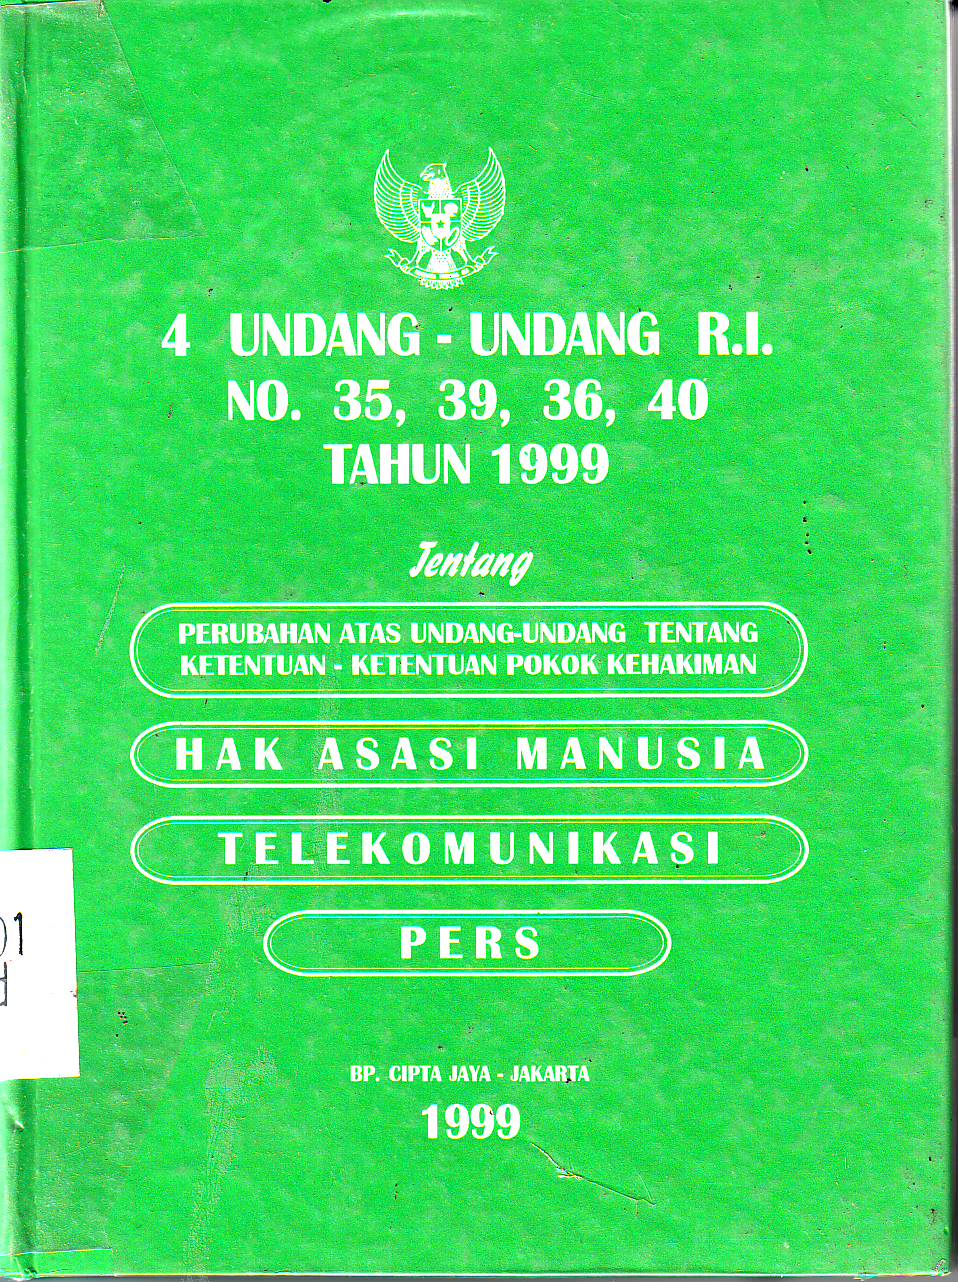 4 UNDANG - UNDANG R.I.
NO. 35, 39, 36, 40
TAHUN 1999
Tentang
PERUBAHAN ATAS UNDANG-UNDANG TENTANG
KETENTUAN - KETENTUAN POKOK KEHAKIMAN
HAK ASASI MANUSIA
TELEKOMUNIKASI
PERS
BP. CIPTA JAYA - JAKARTA
1999